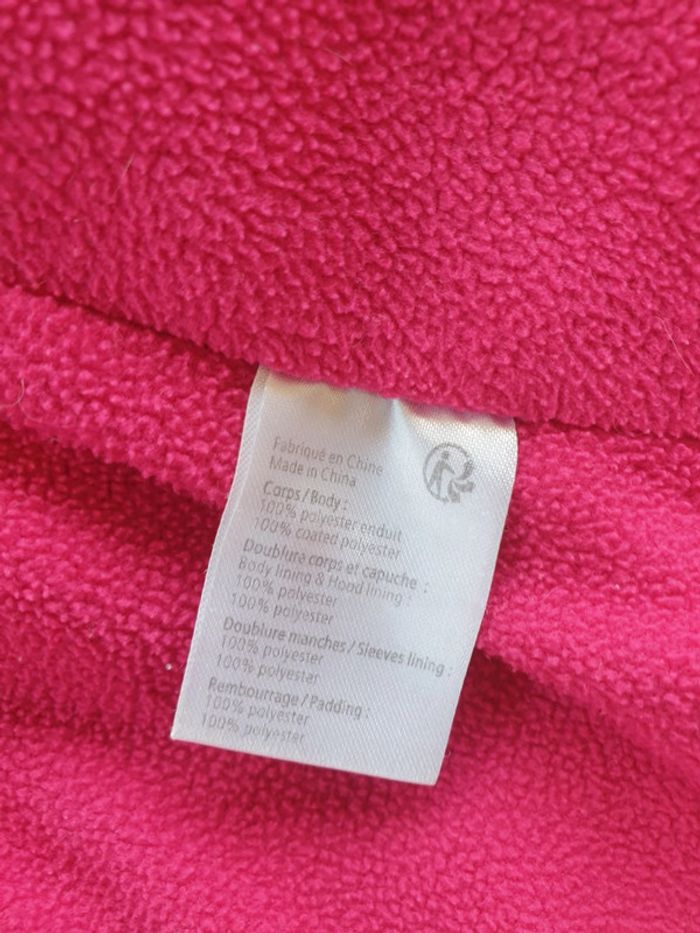 Fabriqué en Chine
Made in China
Corps / Body :
100% polyester enduit
100% coated polyester
Doublure corps et capuche :
Body lining & Hood lining :
100% polyester
100% polyester
Doublure manches / Sleeves lining :
100% polyester
100% polyester
Rembourrage / Padding :
100% polyester
100% polyester